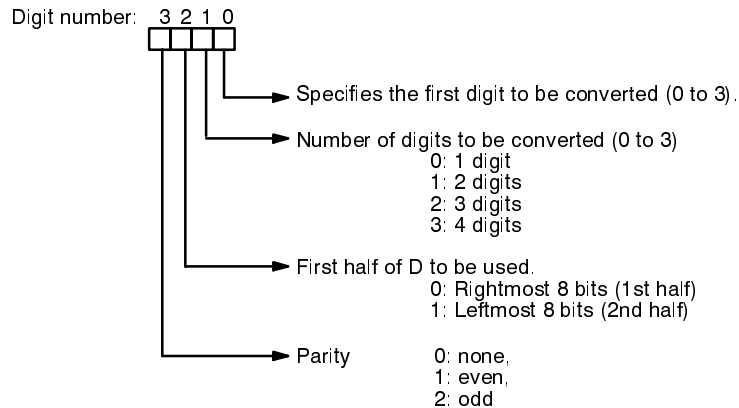 Digit number: 3 2 1 0
Specifies the first digit to be converted (0 to 3).
Number of digits to be converted (0 to 3)
0: 1 digit
1: 2 digits
2: 3 digits
3: 4 digits
First half of D to be used.
0: Rightmost 8 bits (1st half)
1: Leftmost 8 bits (2nd half)
Parity 0: none,
1: even,
2: odd